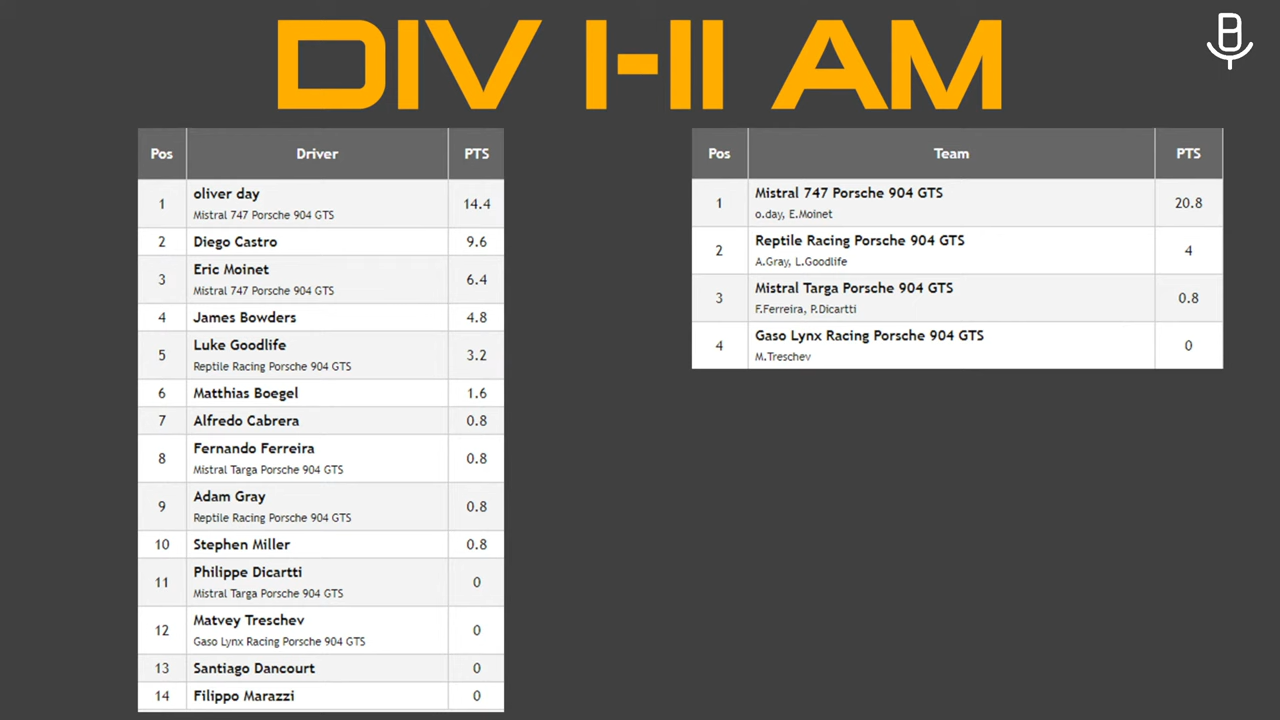 DIV HI AM
Pos Driver PTS
1 oliver day 14.4
Mistral 747 Porsche 904 GTS
2 Diego Castro 9.6
3 Eric Moinet 6.4
Mistral 747 Porsche 904 GTS
4 James Bowders 4.8
5 Luke Goodlife 3.2
Reptile Racing Porsche 904 GTS
6 Matthias Boegel 1.6
7 Alfredo Cabrera 0.8
8 Fernando Ferreira 0.8
Mistral Targa Porsche 904 GTS
9 Adam Gray 0.8
Reptile Racing Porsche 904 GTS
10 Stephen Miller 0.8
11 Philippe Dicartti 0
Mistral Targa Porsche 904 GTS
12 Matvey Treschev 0
Gaso Lynx Racing Porsche 904 GTS
13 Santiago Dancourt 0
14 Filippo Marazzi 0
Pos Team PTS
1 Mistral 747 Porsche 904 GTS 20.8
o.day, E.Moinet
2 Reptile Racing Porsche 904 GTS 4
A.Gray, L.Goodlife
3 Mistral Targa Porsche 904 GTS 0.8
F.Ferreira, P.Dicartti
4 Gaso Lynx Racing Porsche 904 GTS 0
M.Treschev